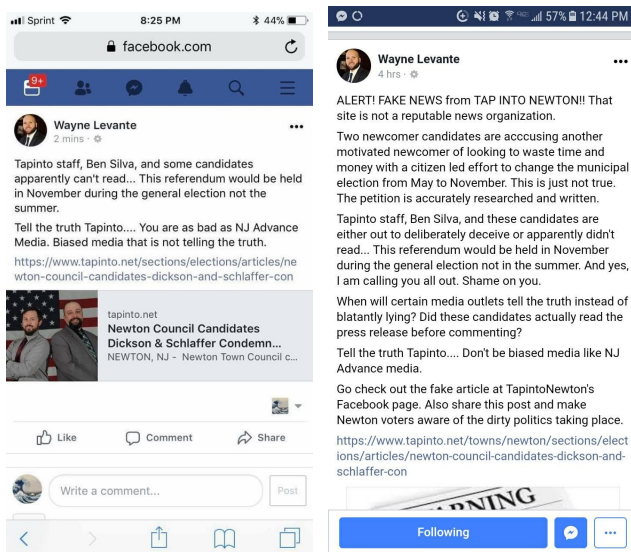 Sprint 8:25 PM 44%
facebook.com
9+
Wayne Levante
2 mins ·
Tapinto staff, Ben Silva, and some candidates
apparently can't read... This referendum would be held
in November during the general election not the
summer.
Tell the truth Tapinto.... You are as bad as NJ Advance
Media. Biased media that is not telling the truth.
https://www.tapinto.net/sections/elections/articles/ne
wton-council-candidates-dickson-and-schlaffer-con
tapinto.net
Newton Council Candidates
Dickson & Schlaffer Condemn...
NEWTON, NJ - Newton Town Council c...
Like Comment Share
Write a comment...
Post
57% 12:44 PM
Wayne Levante
4 hrs ·
ALERT! FAKE NEWS from TAP INTO NEWTON!! That
site is not a reputable news organization.
Two newcomer candidates are acccusing another
motivated newcomer of looking to waste time and
money with a citizen led effort to change the municipal
election from May to November. This is just not true.
The petition is accurately researched and written.
Tapinto staff, Ben Silva, and these candidates are
either out to deliberately deceive or apparently didn't
read... This referendum would be held in November
during the general election not in the summer. And yes,
I am calling you all out. Shame on you.
When will certain media outlets tell the truth instead of
blatantly lying? Did these candidates actually read the
press release before commenting?
Tell the truth Tapinto.... Don't be biased media like NJ
Advance media.
Go check out the fake article at TapintoNewton's
Facebook page. Also share this post and make
Newton voters aware of the dirty politics taking place.
https://www.tapinto.net/towns/newton/sections/elect
ions/articles/newton-council-candidates-dickson-and-
schlaffer-con
Following